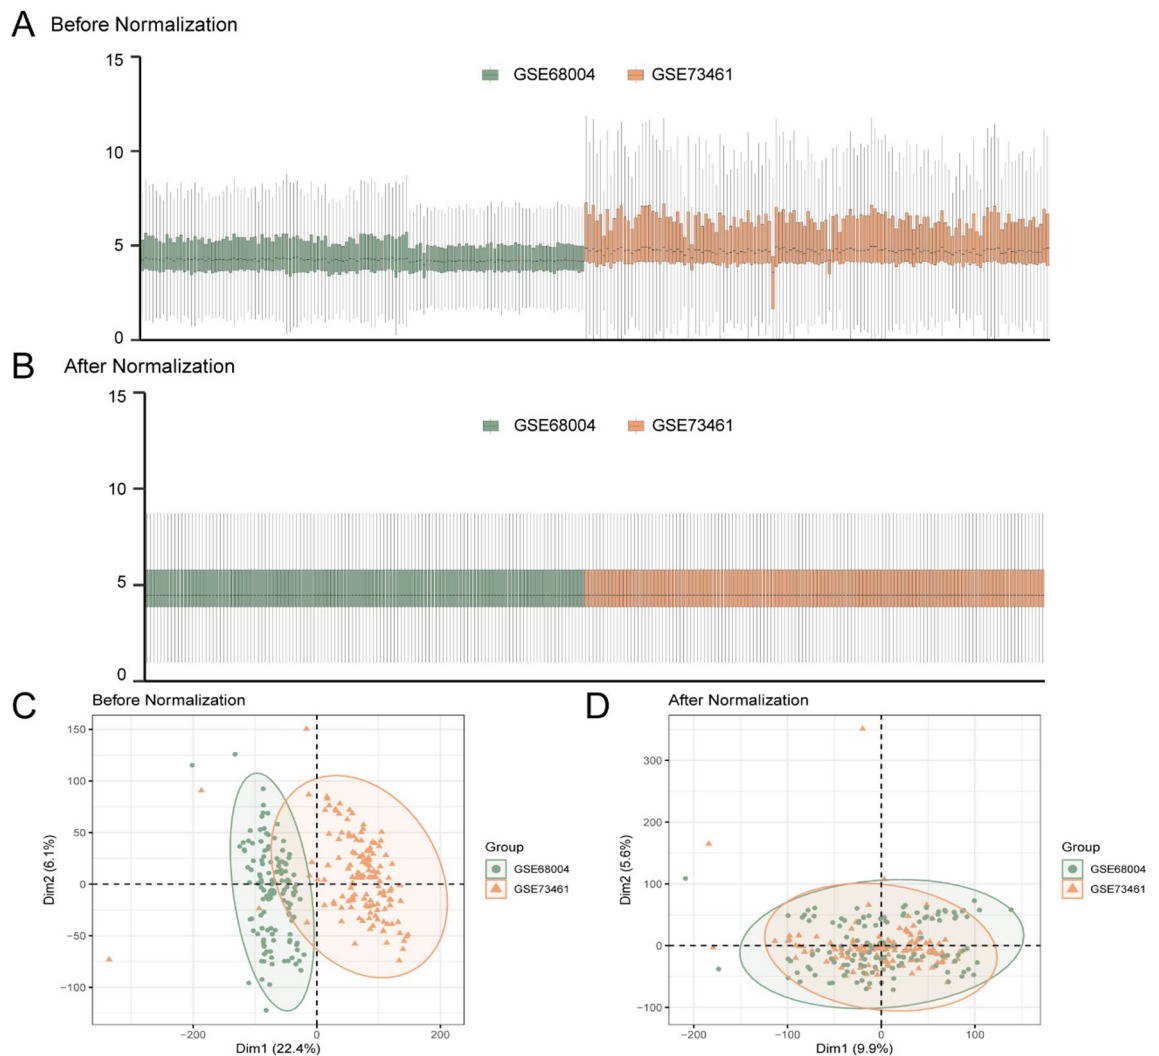 A Before Normalization
GSE68004 GSE73461
15
10
5
0
B After Normalization
GSE68004 GSE73461
15
10
5
0
C Before Normalization
150
100
50
0
−50
−100
Dim2 (6.1%)
−200 0 200
Dim1 (22.4%)
Group
GSE68004
GSE73461
D After Normalization
300
200
100
0
−100
Dim2 (5.6%)
−200 −100 0 100
Dim1 (9.9%)
Group
GSE68004
GSE73461